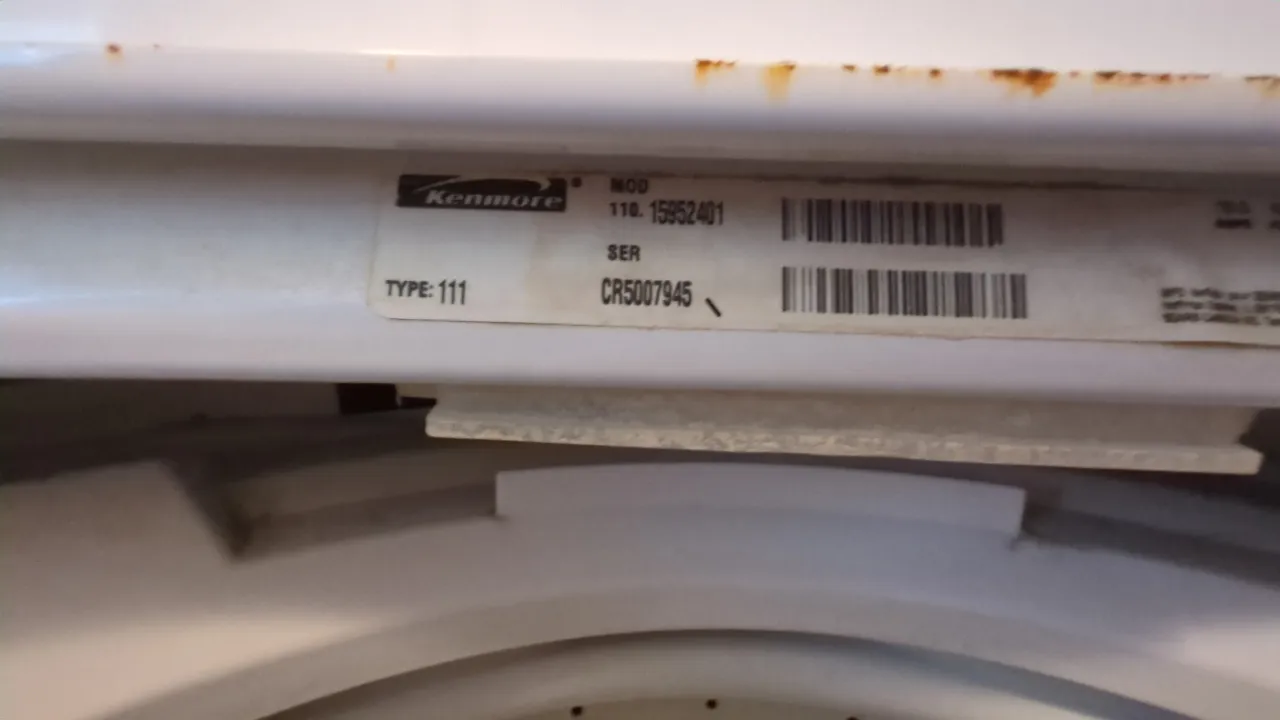 Kenmore®
MOD
110. 15952401
SER
TYPE: 111
CR5007945